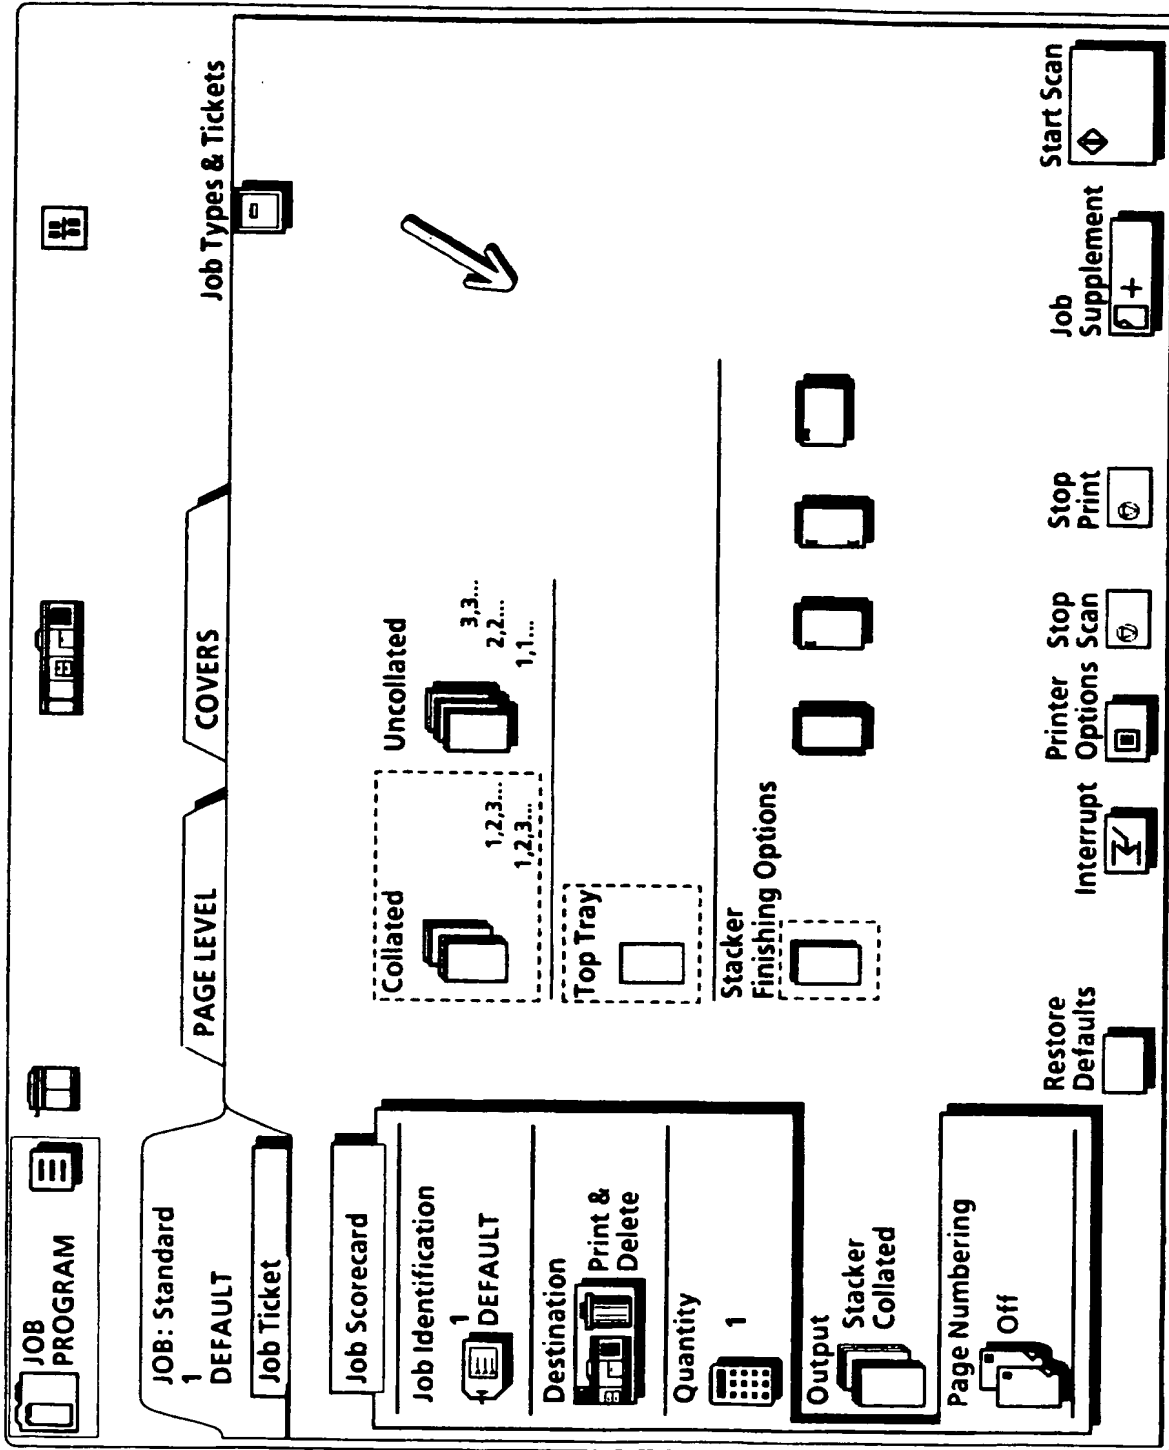 JOB
PROGRAM
JOB: Standard
1
DEFAULT
PAGE LEVEL
COVERS
Job Types & Tickets
Job Ticket
Job Scorecard
Job Identification
1
DEFAULT
Destination
Print &
Delete
Quantity
1
Output
Stacker
Collated
Page Numbering
Off
Collated
1,2,3...
1,2,3...
Uncollated
3,3...
2,2...
1,1...
Top Tray
Stacker
Finishing Options
Restore
Defaults
Interrupt
Printer
Options
Stop
Scan
Stop
Print
Job
Supplement
+
Start Scan